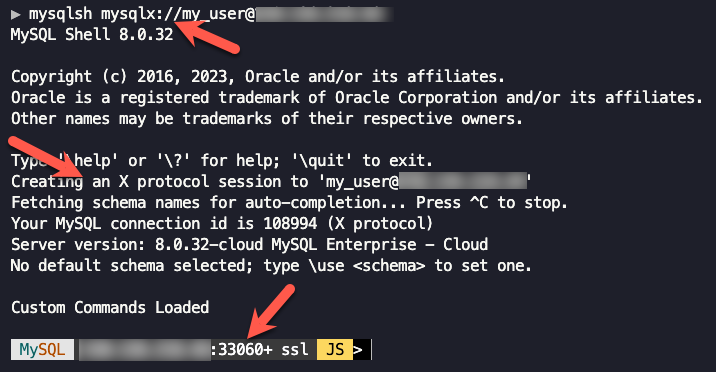 ▶ mysqlsh mysqlx://my_user@
MySQL Shell 8.0.32
Copyright (c) 2016, 2023, Oracle and/or its affiliates.
Oracle is a registered trademark of Oracle Corporation and/or its affiliates.
Other names may be trademarks of their respective owners.
Type '\help' or '\?' for help; '\quit' to exit.
Creating an X protocol session to 'my_user@'
Fetching schema names for auto-completion... Press ^C to stop.
Your MySQL connection id is 108994 (X protocol)
Server version: 8.0.32-cloud MySQL Enterprise - Cloud
No default schema selected; type \use <schema> to set one.
Custom Commands Loaded
MySQL :33060+ ssl JS >